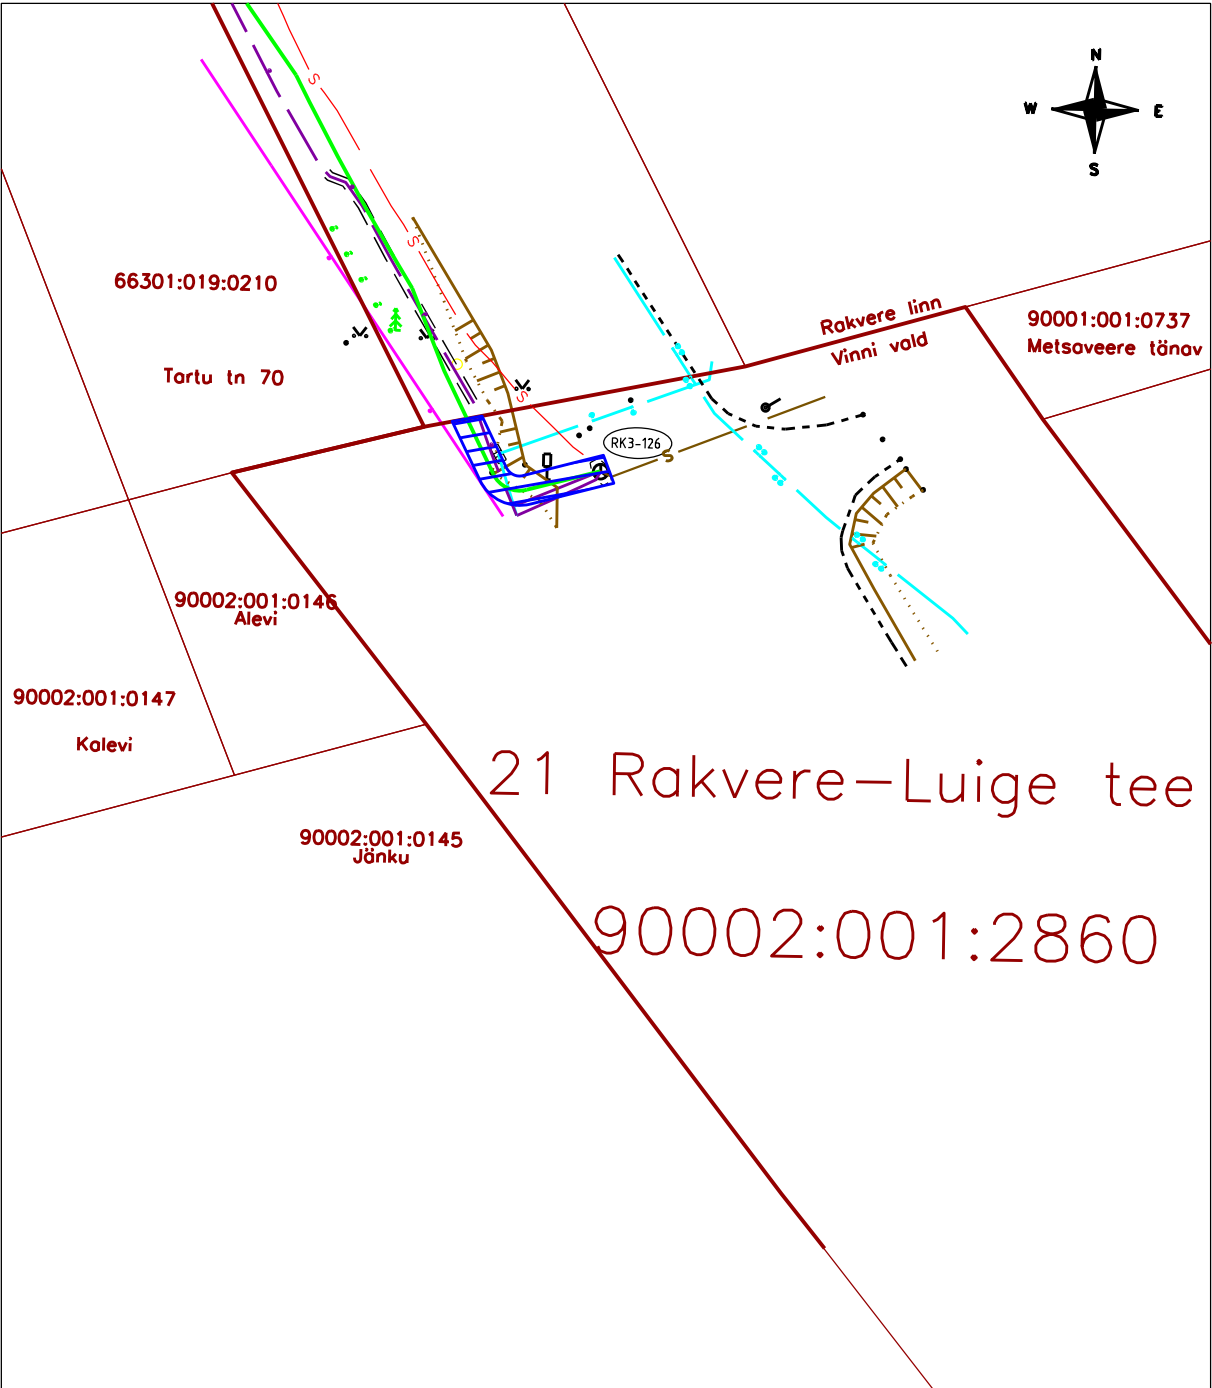 N
W
E
S
S
S
S
S
66301:019:0210
Tartu tn 70
Rakvere linn
Vinni vald
90001:001:0737
Metsaveere tänav
RK3-126
90002:001:0146
Alevi
90002:001:0147
Kalevi
21 Rakvere-Luige tee
90002:001:0145
Jänku
90002:001:2860